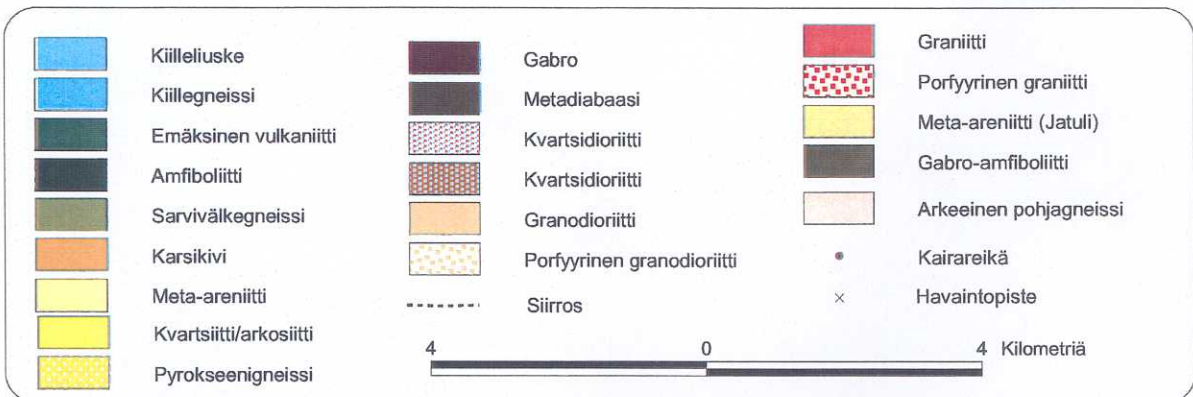 Kiilleliuske
Kiillegneissi
Emäksinen vulkaniitti
Amfiboliitti
Sarvivälkegneissi
Karsikivi
Meta-areniitti
Kvartsiitti/arkosiitti
Pyrokseenigneissi
Gabro
Metadiabaasi
Kvartsidioriitti
Kvartsidioriitti
Granodioriitti
Porfyyrinen granodioriitti
Siirros
Graniitti
Porfyyrinen graniitti
Meta-areniitti (Jatuli)
Gabro-amfiboliitti
Arkeeinen pohjagneissi
Kairareikä
Havaintopiste
4 0 4 Kilometriä